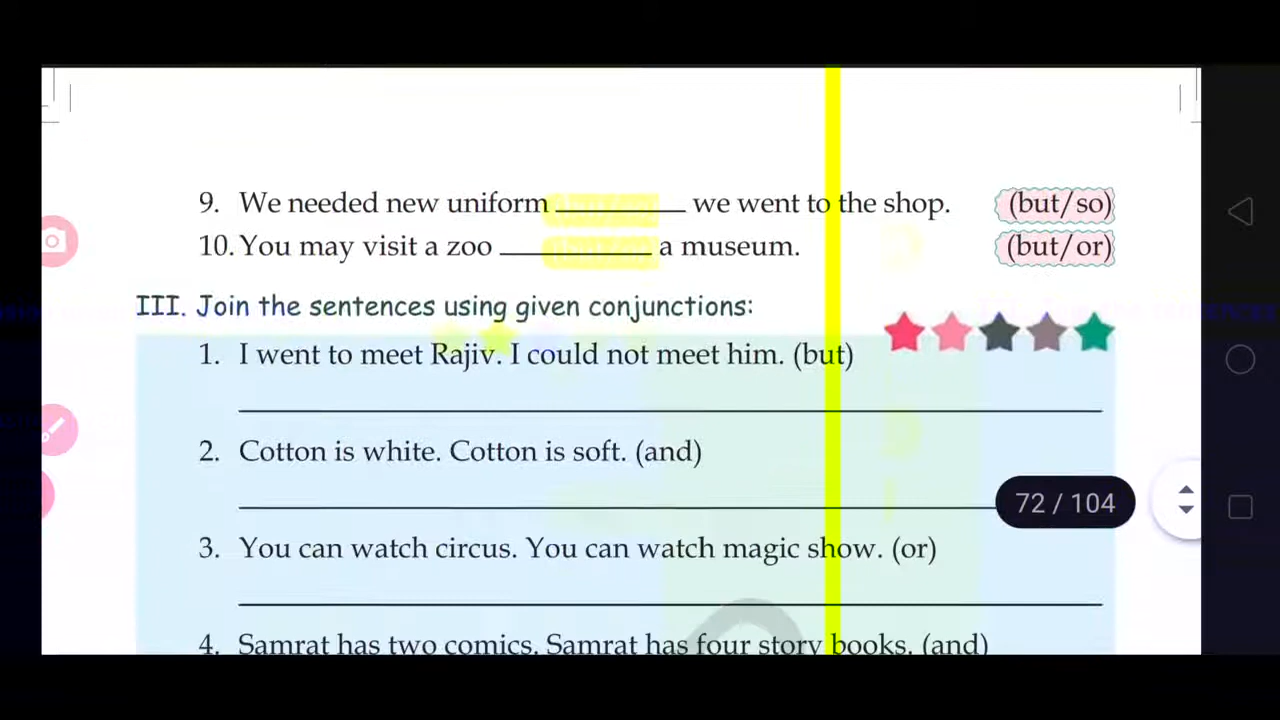 9. We needed new uniform __________ we went to the shop. (but/so)
10. You may visit a zoo ____________ a museum. (but/or)
III. Join the sentences using given conjunctions:
1. I went to meet Rajiv. I could not meet him. (but)
2. Cotton is white. Cotton is soft. (and)
72 / 104
3. You can watch circus. You can watch magic show. (or)
4. Samrat has two comics. Samrat has four story books. (and)